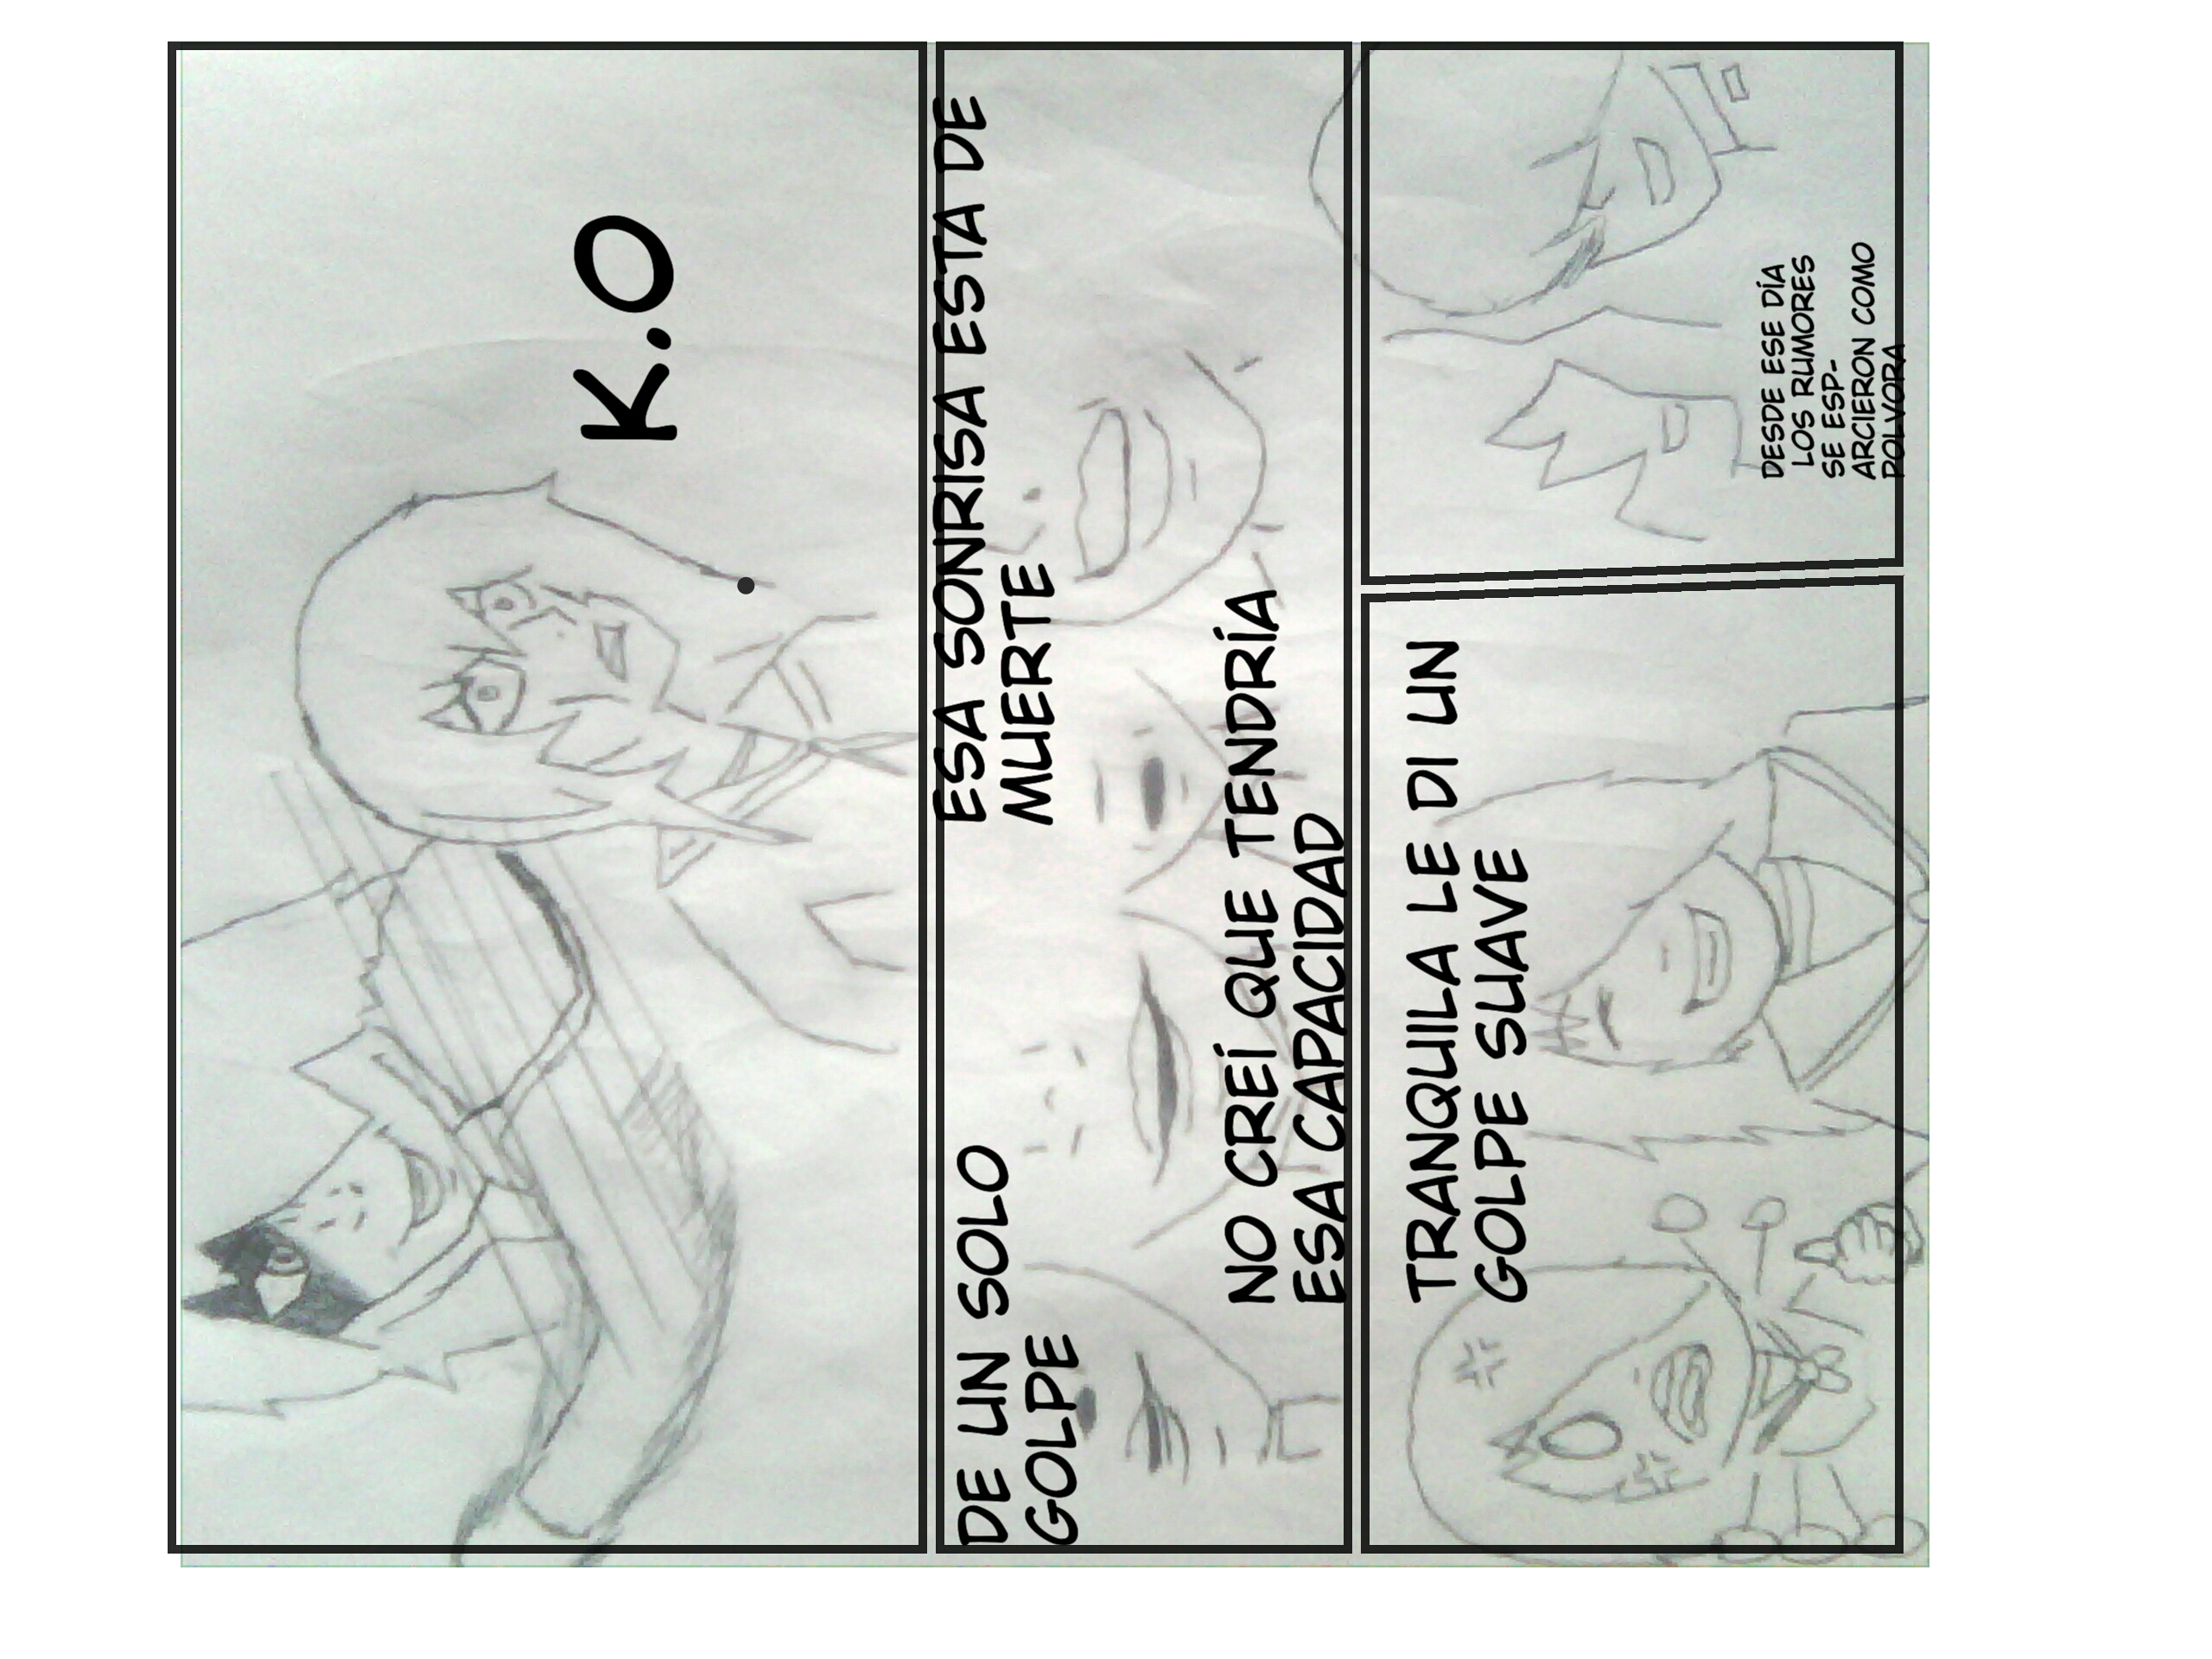 K.O
DE UN SOLO
GOLPE
ESA SONRISA ESTA DE
MUERTE
NO CREÍ QUE TENDRÍA
ESA CAPACIDAD
TRANQUILA LE DI UN
GOLPE SUAVE
DESDE ESE DÍA
LOS RUMORES
SE ESP-
ARCIERON COMO
POLVORA